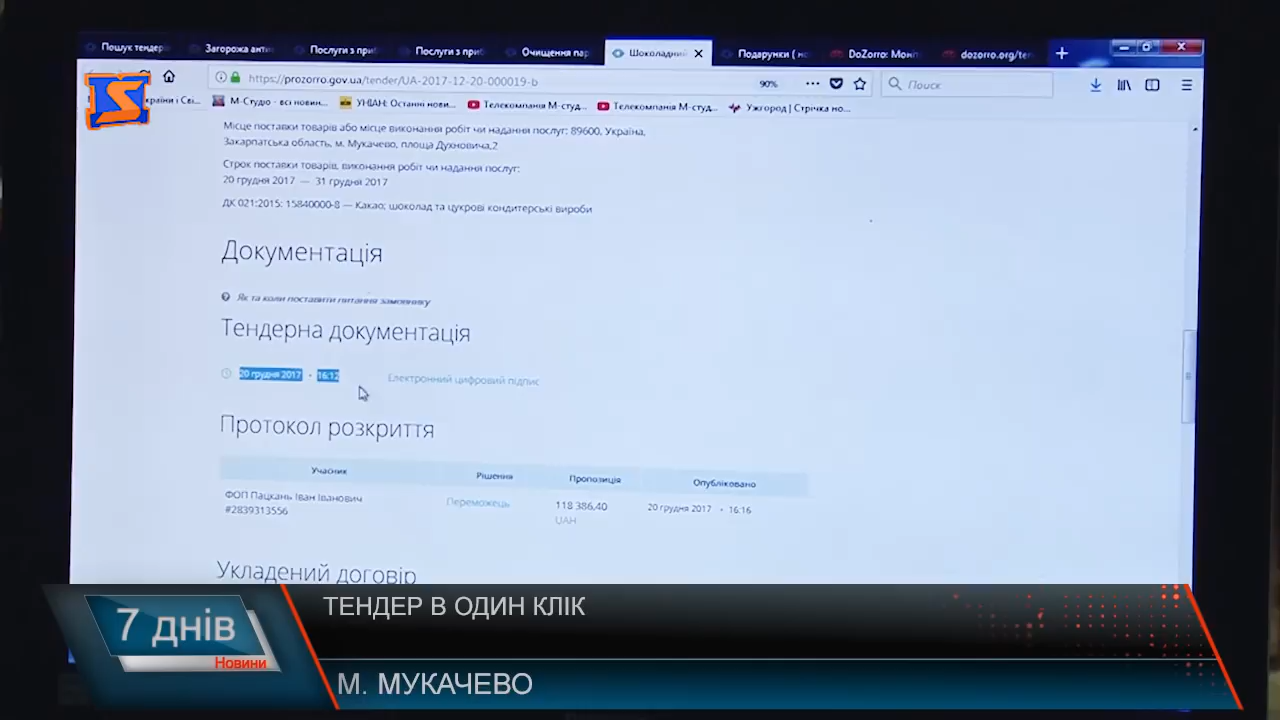 Пошук тендер
Загорожа анти
Послуги з при
Послуги з при
Очищення пар
Шоколадни
Подарунки ( но
DoZorro: Моні
dozorro.org/ter
https://prozorro.gov.ua/tender/UA-2017-12-20-000019-b
90%
Поиск
країни і Сві...
М-Студио - всі новин...
УНІАН: Останні нови...
Телекомпанія М-студ...
Телекомпанія М-студ...
Ужгород | Стрічка но...
Місце поставки товарів або місце виконання робіт чи надання послуг: 89600, Україна,
Закарпатська область, м. Мукачево, площа Духновича,2
Строк поставки товарів, виконання робіт чи надання послуг:
20 грудня 2017 — 31 грудня 2017
ДК 021:2015: 15840000-8 — Какао; шоколад та цукрові кондитерські вироби
Документація
Як та коли поставити питання замовнику
Тендерна документація
20 грудня 2017 • 16:12
Електронний цифровий підпис
Протокол розкриття
Учасник Рішення Пропозиція Опубліковано
ФОП Пацкань Іван Іванович Переможець 118 386,40 20 грудня 2017 • 16:16
#2839313556 UAH
Укладений договір
7 днів
Новини
ТЕНДЕР В ОДИН КЛІК
М. МУКАЧЕВО